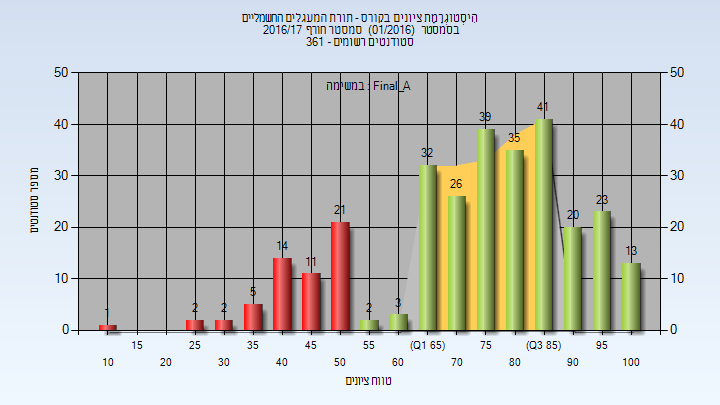 היסטוגרמת ציונים בקורס - תורת המעגלים החשמליים
בסמסטר (01/2016) סמסטר חורף 2016/17
סטודנטים רשומים - 361
במשימה : Final_A
מספר סטודנטים
50 40 30 20 10 0
50 40 30 20 10 0
1 2 2 5 14 11 21 2 3 32 26 39 35 41 20 23 13
15 25 35 45 55 (Q1 65) 75 (Q3 85) 95
10 20 30 40 50 60 70 80 90 100
טווח ציונים